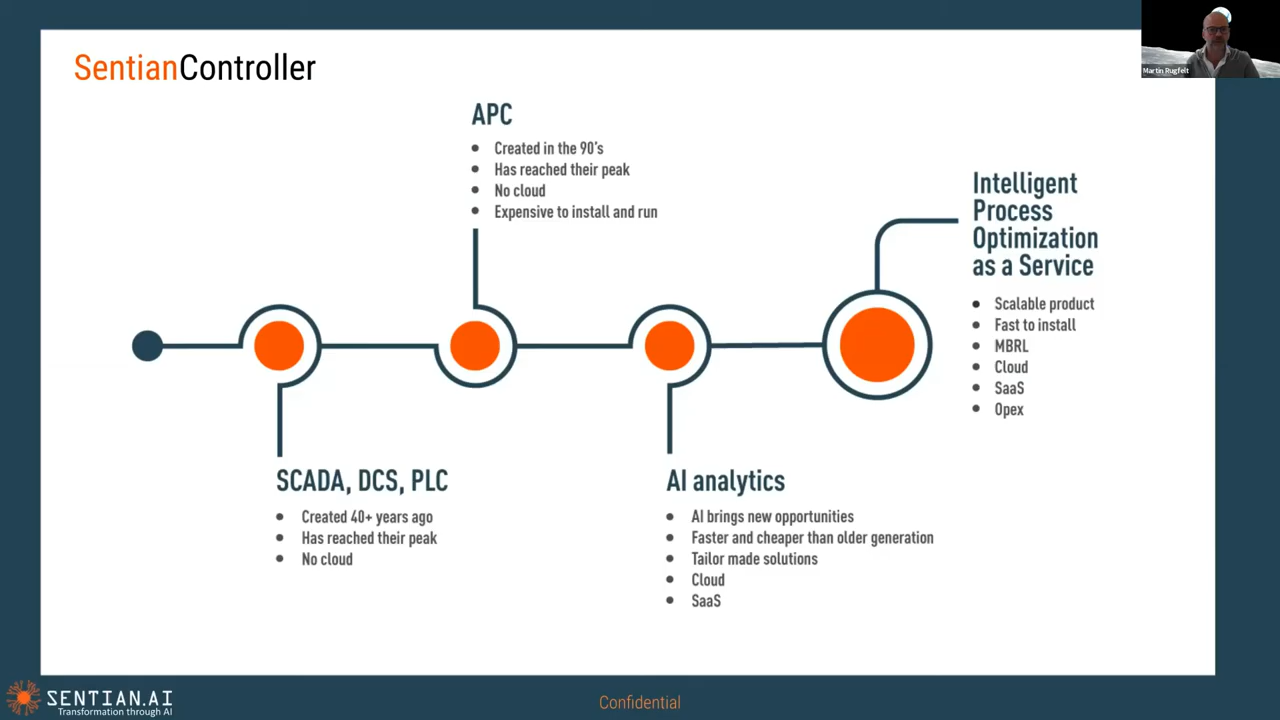 SentianController
Martin Rugfelt
APC
• Created in the 90's
• Has reached their peak
• No cloud
• Expensive to install and run
Intelligent
Process
Optimization
as a Service
• Scalable product
• Fast to install
• MBRL
• Cloud
• SaaS
• Opex
SCADA, DCS, PLC
• Created 40+ years ago
• Has reached their peak
• No cloud
AI analytics
• AI brings new opportunities
• Faster and cheaper than older generation
• Tailor made solutions
• Cloud
• SaaS
SENTIAN.AI
Transformation through AI
Confidential